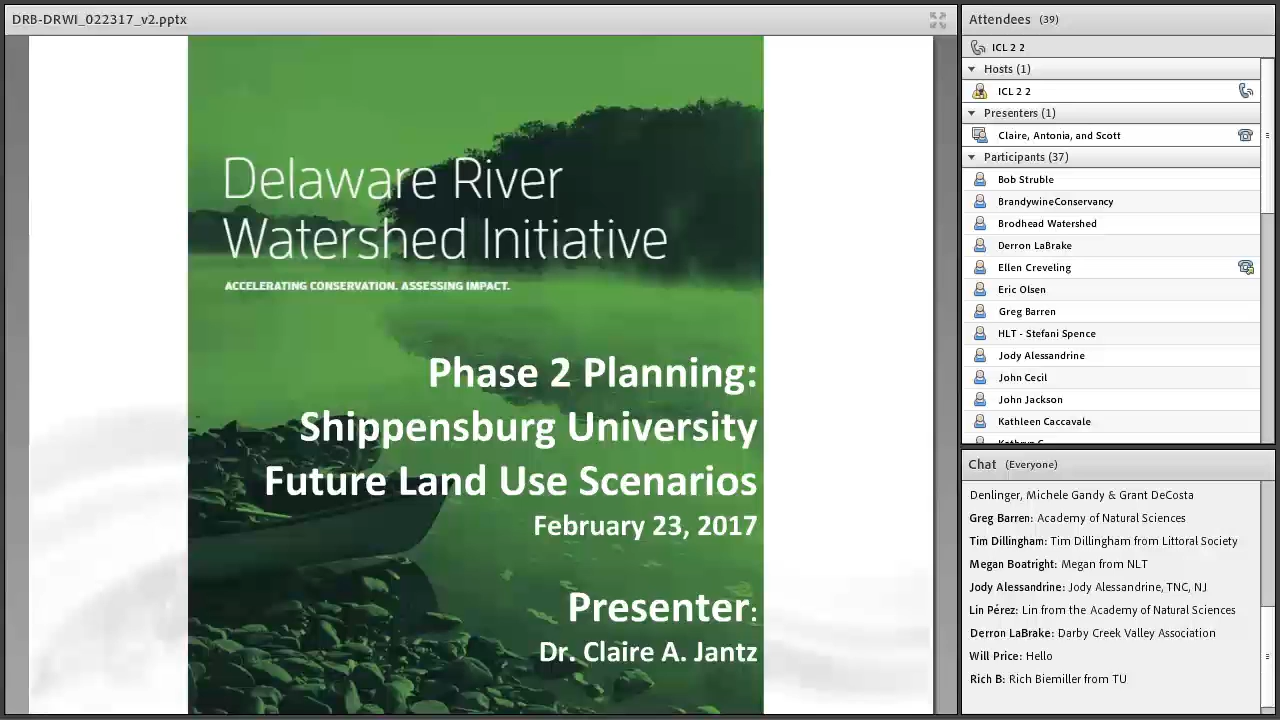 DRB-DRWI_022317_v2.pptx
Delaware River
Watershed Initiative
ACCELERATING CONSERVATION. ASSESSING IMPACT.
Phase 2 Planning:
Shippensburg University
Future Land Use Scenarios
February 23, 2017
Presenter:
Dr. Claire A. Jantz
Attendees (39)
ICL 2 2
Hosts (1)
ICL 2 2
Presenters (1)
Claire, Antonia, and Scott
Participants (37)
Bob Struble
BrandywineConservancy
Brodhead Watershed
Derron LaBrake
Ellen Creveling
Eric Olsen
Greg Barren
HLT - Stefani Spence
Jody Alessandrine
John Cecil
John Jackson
Kathleen Caccavale
Chat (Everyone)
Denlinger, Michele Gandy & Grant DeCosta
Greg Barren: Academy of Natural Sciences
Tim Dillingham: Tim Dillingham from Littoral Society
Megan Boatright: Megan from NLT
Jody Alessandrine: Jody Alessandrine, TNC, NJ
Lin Pérez: Lin from the Academy of Natural Sciences
Derron LaBrake: Darby Creek Valley Association
Will Price: Hello
Rich B: Rich Biemiller from TU